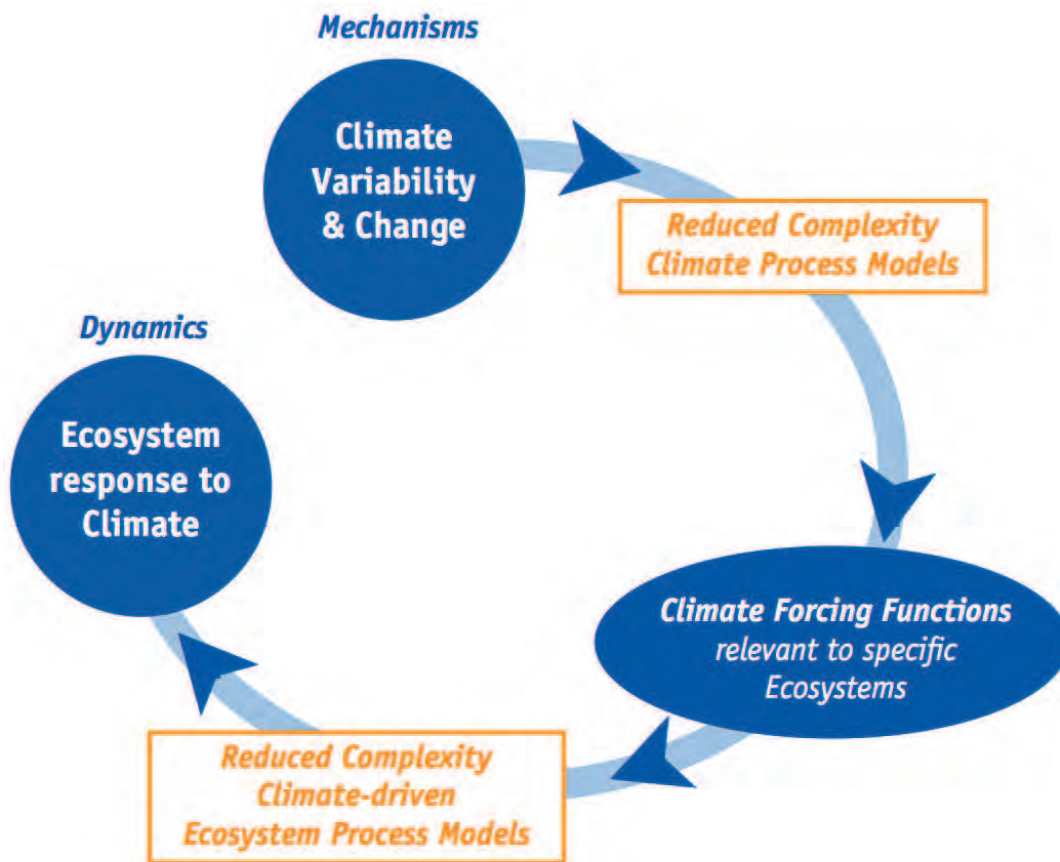 Mechanisms
Climate
Variability
& Change
Reduced Complexity
Climate Process Models
Climate Forcing Functions
relevant to specific
Ecosystems
Reduced Complexity
Climate-driven
Ecosystem Process Models
Dynamics
Ecosystem
response to
Climate